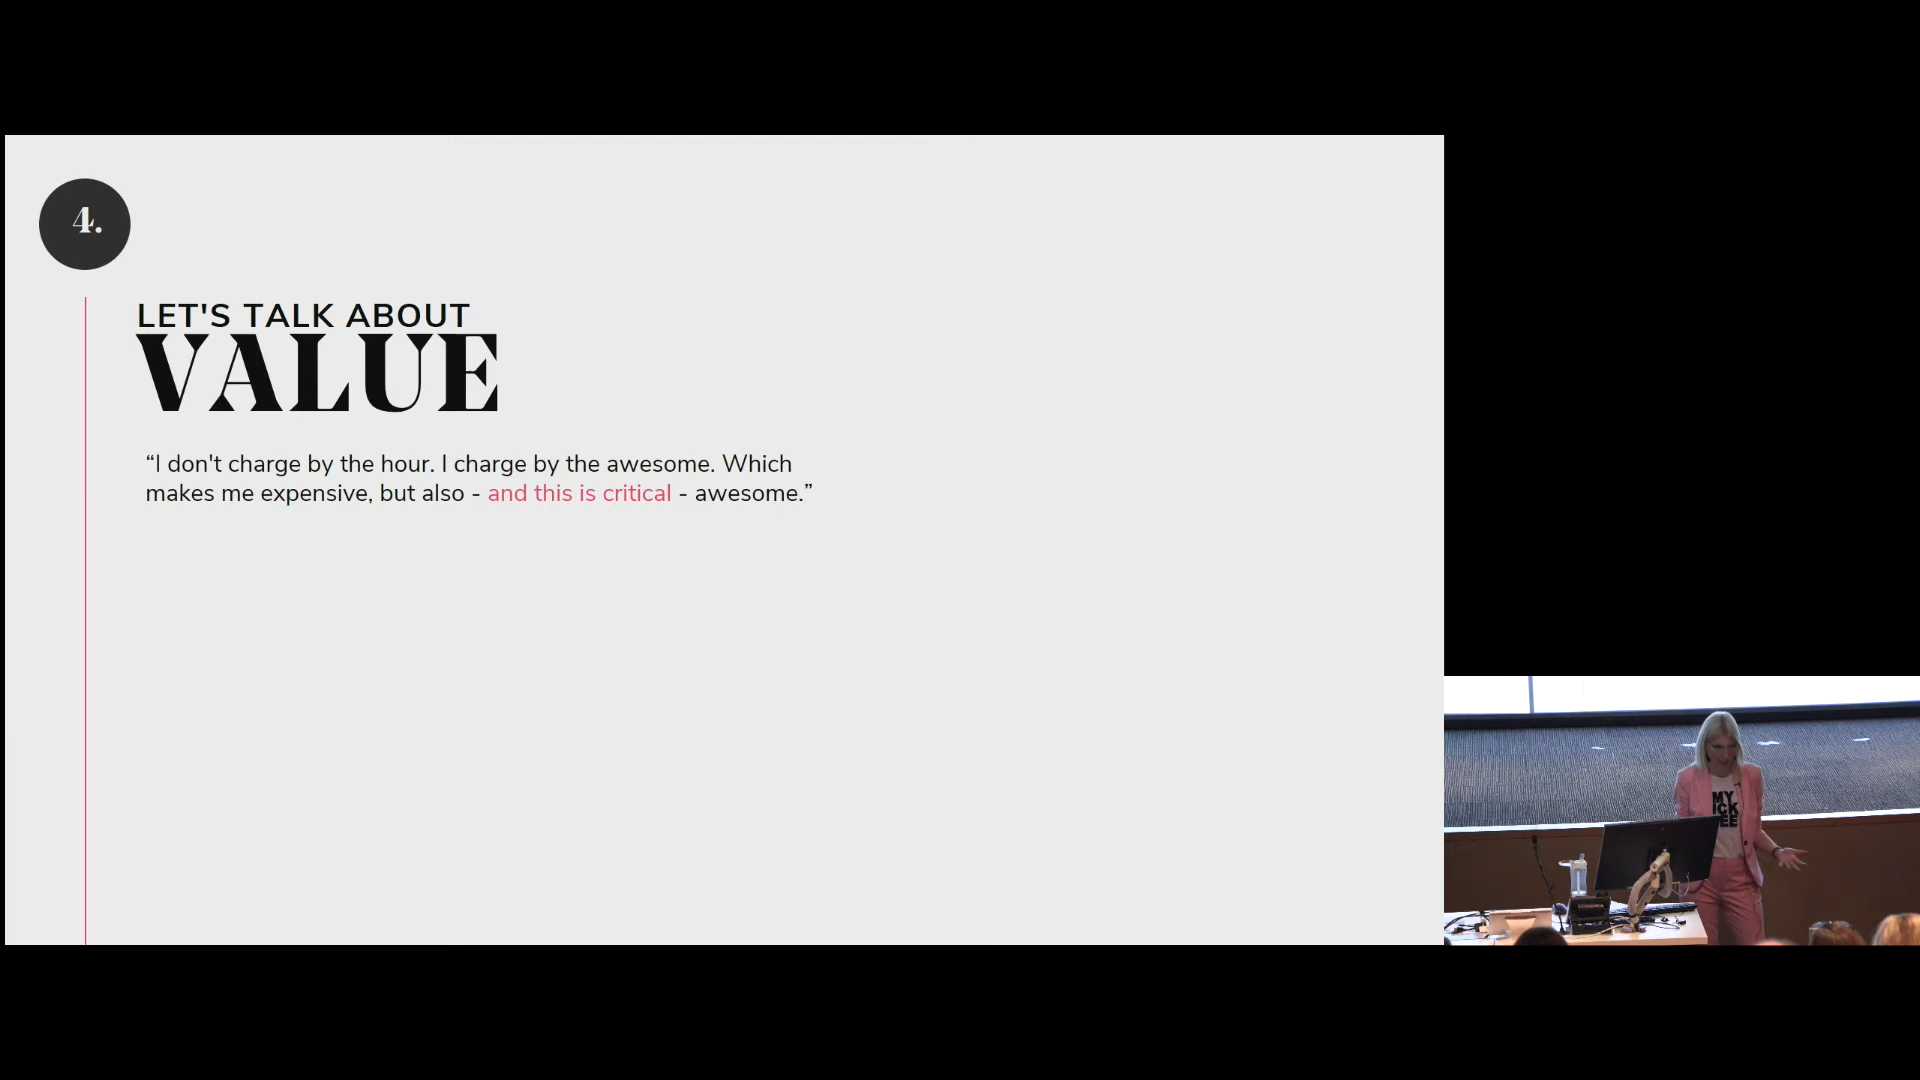 4.
LET'S TALK ABOUT
VALUE
“I don't charge by the hour. I charge by the awesome. Which
makes me expensive, but also - and this is critical - awesome.”
MY